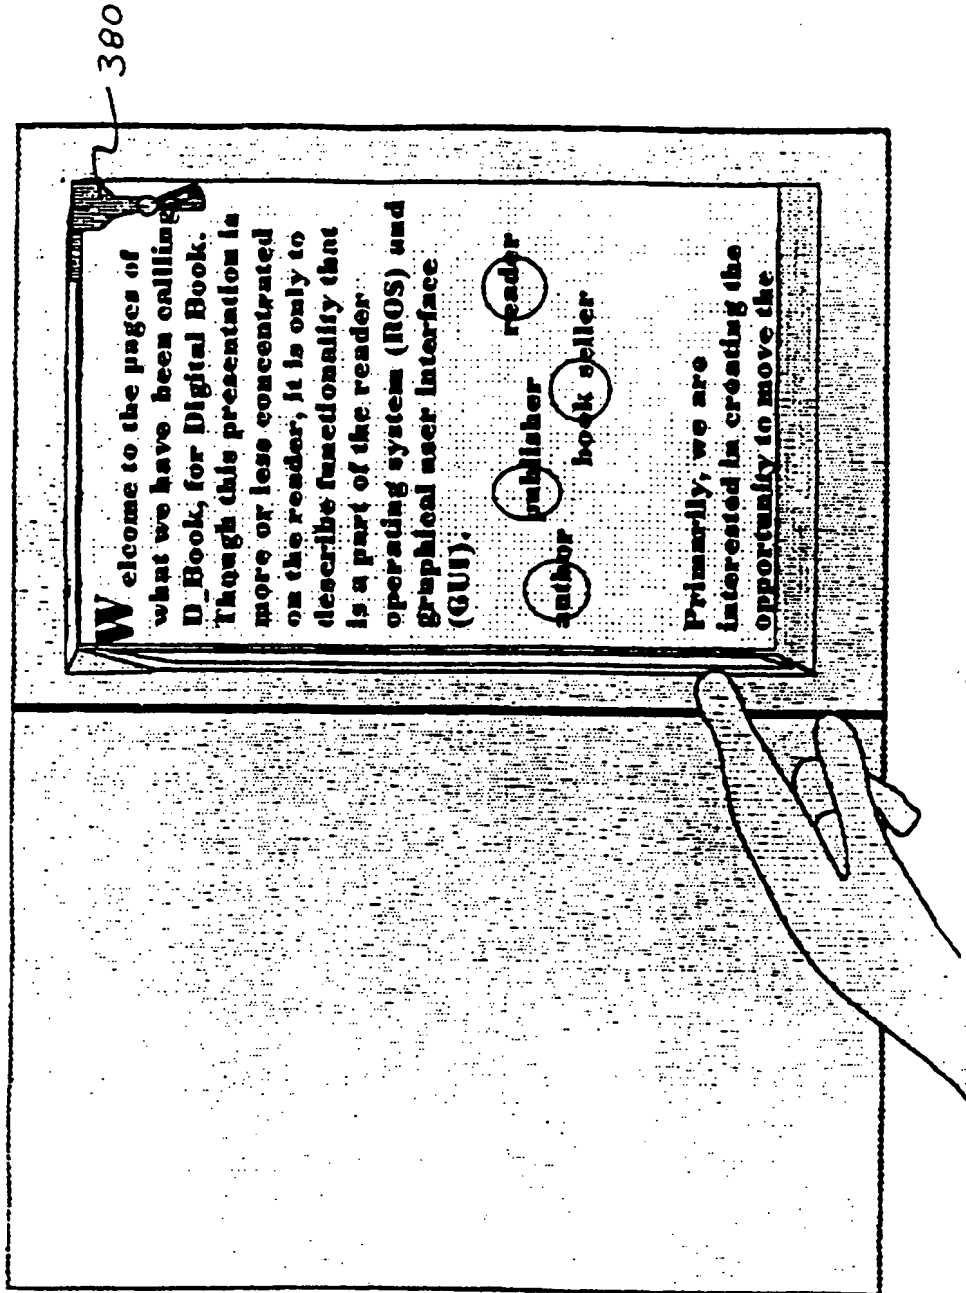 380
Welcome to the pages of
what we have been callling
D_Book, for Digital Book.
Though this presentation is
more or less concentrated
on the reader, it is only to
describe functionality that
is a part of the reader
operating system (ROS) and
graphical user interface
(GUI).
author publisher book seller reader
Primarily, we are
interested in creating the
opportunity to move the